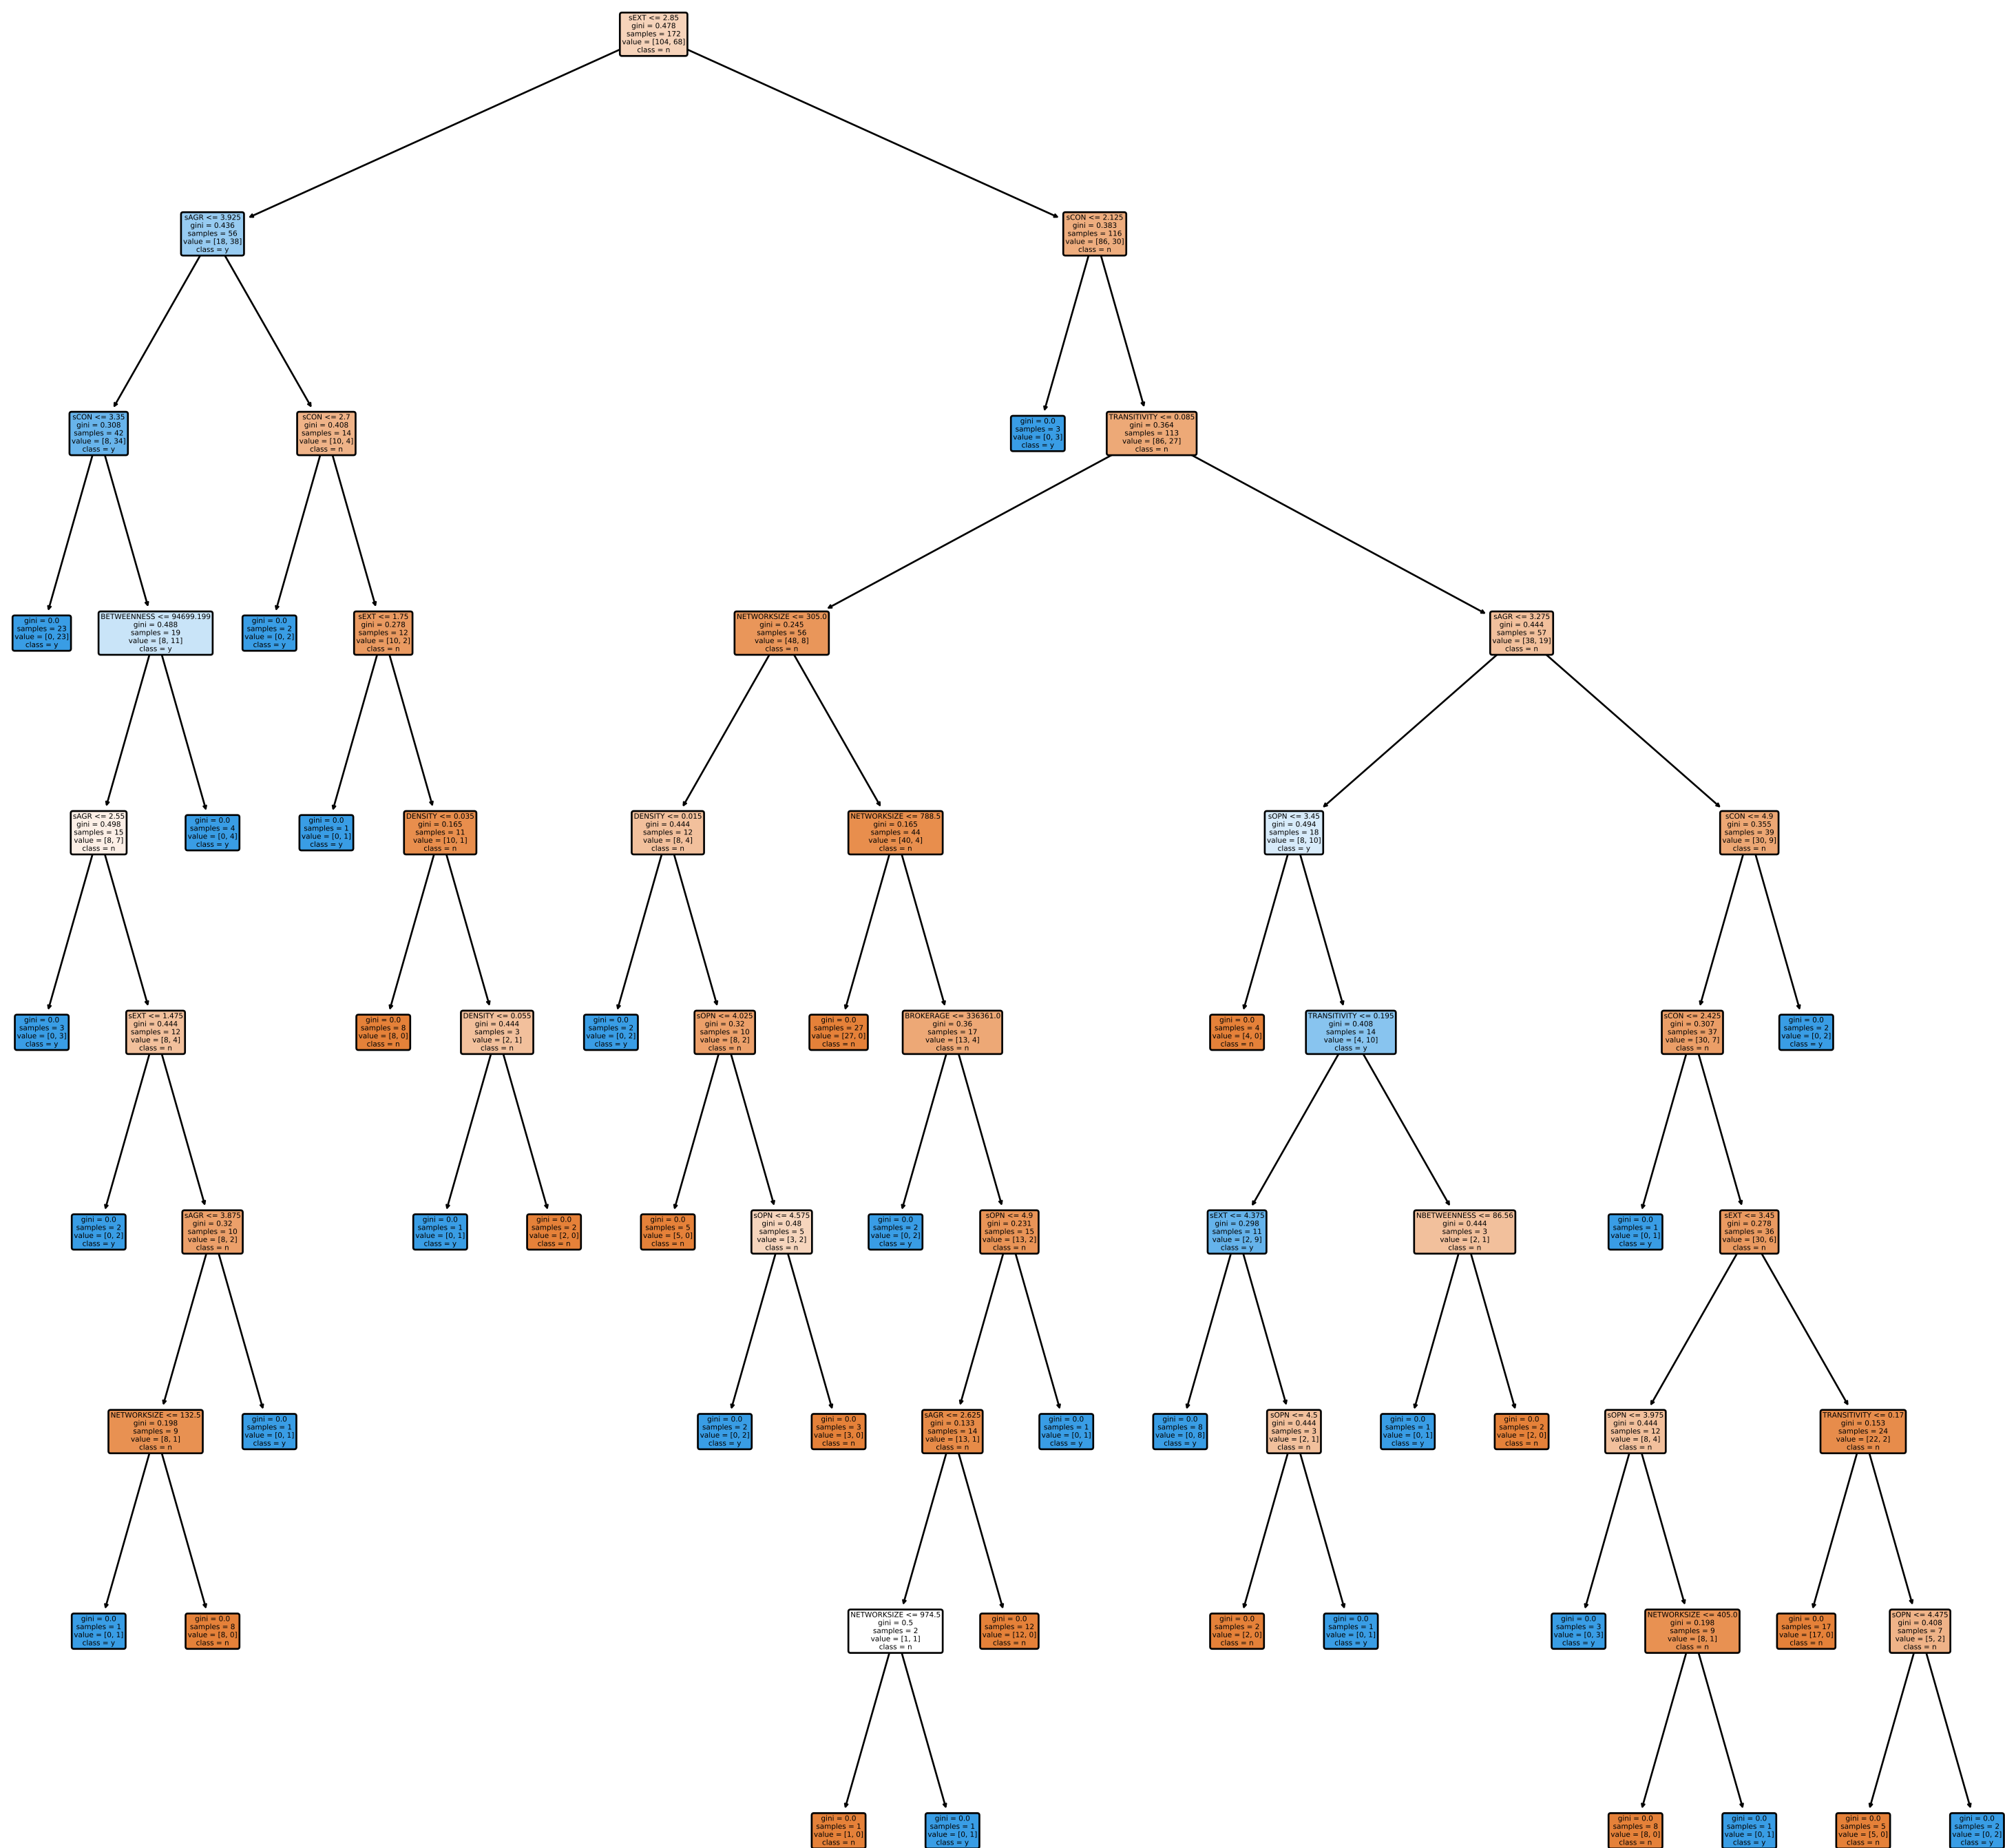 sEXT <= 2.85
gini = 0.478
samples = 172
value = [104, 68]
class = n
sAGR <= 3.925
gini = 0.436
samples = 56
value = [18, 38]
class = y
sCON <= 2.125
gini = 0.383
samples = 116
value = [86, 30]
class = n
sCON <= 3.35
gini = 0.308
samples = 42
value = [8, 34]
class = y
sCON <= 2.7
gini = 0.408
samples = 14
value = [10, 4]
class = n
gini = 0.0
samples = 3
value = [0, 3]
class = y
TRANSITIVITY <= 0.085
gini = 0.364
samples = 113
value = [86, 27]
class = n
gini = 0.0
samples = 23
value = [0, 23]
class = y
BETWEENNESS <= 94699.199
gini = 0.488
samples = 19
value = [8, 11]
class = y
gini = 0.0
samples = 2
value = [0, 2]
class = y
sEXT <= 1.75
gini = 0.278
samples = 12
value = [10, 2]
class = n
NETWORKSIZE <= 305.0
gini = 0.245
samples = 56
value = [48, 8]
class = n
sAGR <= 3.275
gini = 0.444
samples = 57
value = [38, 19]
class = n
sAGR <= 2.55
gini = 0.498
samples = 15
value = [8, 7]
class = n
gini = 0.0
samples = 4
value = [0, 4]
class = y
gini = 0.0
samples = 1
value = [0, 1]
class = y
DENSITY <= 0.035
gini = 0.165
samples = 11
value = [10, 1]
class = n
DENSITY <= 0.015
gini = 0.444
samples = 12
value = [8, 4]
class = n
NETWORKSIZE <= 788.5
gini = 0.165
samples = 44
value = [40, 4]
class = n
sOPN <= 3.45
gini = 0.494
samples = 18
value = [8, 10]
class = y
sCON <= 4.9
gini = 0.355
samples = 39
value = [30, 9]
class = n
gini = 0.0
samples = 3
value = [0, 3]
class = y
sEXT <= 1.475
gini = 0.444
samples = 12
value = [8, 4]
class = n
gini = 0.0
samples = 8
value = [8, 0]
class = n
DENSITY <= 0.055
gini = 0.444
samples = 3
value = [2, 1]
class = n
gini = 0.0
samples = 2
value = [0, 2]
class = y
sOPN <= 4.025
gini = 0.32
samples = 10
value = [8, 2]
class = n
gini = 0.0
samples = 27
value = [27, 0]
class = n
BROKERAGE <= 336361.0
gini = 0.36
samples = 17
value = [13, 4]
class = n
gini = 0.0
samples = 4
value = [4, 0]
class = n
TRANSITIVITY <= 0.195
gini = 0.408
samples = 14
value = [4, 10]
class = y
sCON <= 2.425
gini = 0.307
samples = 37
value = [30, 7]
class = n
gini = 0.0
samples = 2
value = [0, 2]
class = y
gini = 0.0
samples = 2
value = [0, 2]
class = y
sAGR <= 3.875
gini = 0.32
samples = 10
value = [8, 2]
class = n
gini = 0.0
samples = 1
value = [0, 1]
class = y
gini = 0.0
samples = 2
value = [2, 0]
class = n
gini = 0.0
samples = 5
value = [5, 0]
class = n
sOPN <= 4.575
gini = 0.48
samples = 5
value = [3, 2]
class = n
gini = 0.0
samples = 2
value = [0, 2]
class = y
sOPN <= 4.9
gini = 0.231
samples = 15
value = [13, 2]
class = n
sEXT <= 4.375
gini = 0.298
samples = 11
value = [2, 9]
class = y
NBETWEENNESS <= 86.56
gini = 0.444
samples = 3
value = [2, 1]
class = n
gini = 0.0
samples = 1
value = [0, 1]
class = y
sEXT <= 3.45
gini = 0.278
samples = 36
value = [30, 6]
class = n
NETWORKSIZE <= 132.5
gini = 0.198
samples = 9
value = [8, 1]
class = n
gini = 0.0
samples = 1
value = [0, 1]
class = y
gini = 0.0
samples = 2
value = [0, 2]
class = y
gini = 0.0
samples = 3
value = [3, 0]
class = n
sAGR <= 2.625
gini = 0.133
samples = 14
value = [13, 1]
class = n
gini = 0.0
samples = 1
value = [0, 1]
class = y
gini = 0.0
samples = 8
value = [0, 8]
class = y
sOPN <= 4.5
gini = 0.444
samples = 3
value = [2, 1]
class = n
gini = 0.0
samples = 1
value = [0, 1]
class = y
gini = 0.0
samples = 2
value = [2, 0]
class = n
sOPN <= 3.975
gini = 0.444
samples = 12
value = [8, 4]
class = n
TRANSITIVITY <= 0.17
gini = 0.153
samples = 24
value = [22, 2]
class = n
gini = 0.0
samples = 1
value = [0, 1]
class = y
gini = 0.0
samples = 8
value = [8, 0]
class = n
NETWORKSIZE <= 974.5
gini = 0.5
samples = 2
value = [1, 1]
class = n
gini = 0.0
samples = 12
value = [12, 0]
class = n
gini = 0.0
samples = 2
value = [2, 0]
class = n
gini = 0.0
samples = 1
value = [0, 1]
class = y
gini = 0.0
samples = 3
value = [0, 3]
class = y
NETWORKSIZE <= 405.0
gini = 0.198
samples = 9
value = [8, 1]
class = n
gini = 0.0
samples = 17
value = [17, 0]
class = n
sOPN <= 4.475
gini = 0.408
samples = 7
value = [5, 2]
class = n
gini = 0.0
samples = 1
value = [1, 0]
class = n
gini = 0.0
samples = 1
value = [0, 1]
class = y
gini = 0.0
samples = 8
value = [8, 0]
class = n
gini = 0.0
samples = 1
value = [0, 1]
class = y
gini = 0.0
samples = 5
value = [5, 0]
class = n
gini = 0.0
samples = 2
value = [0, 2]
class = y